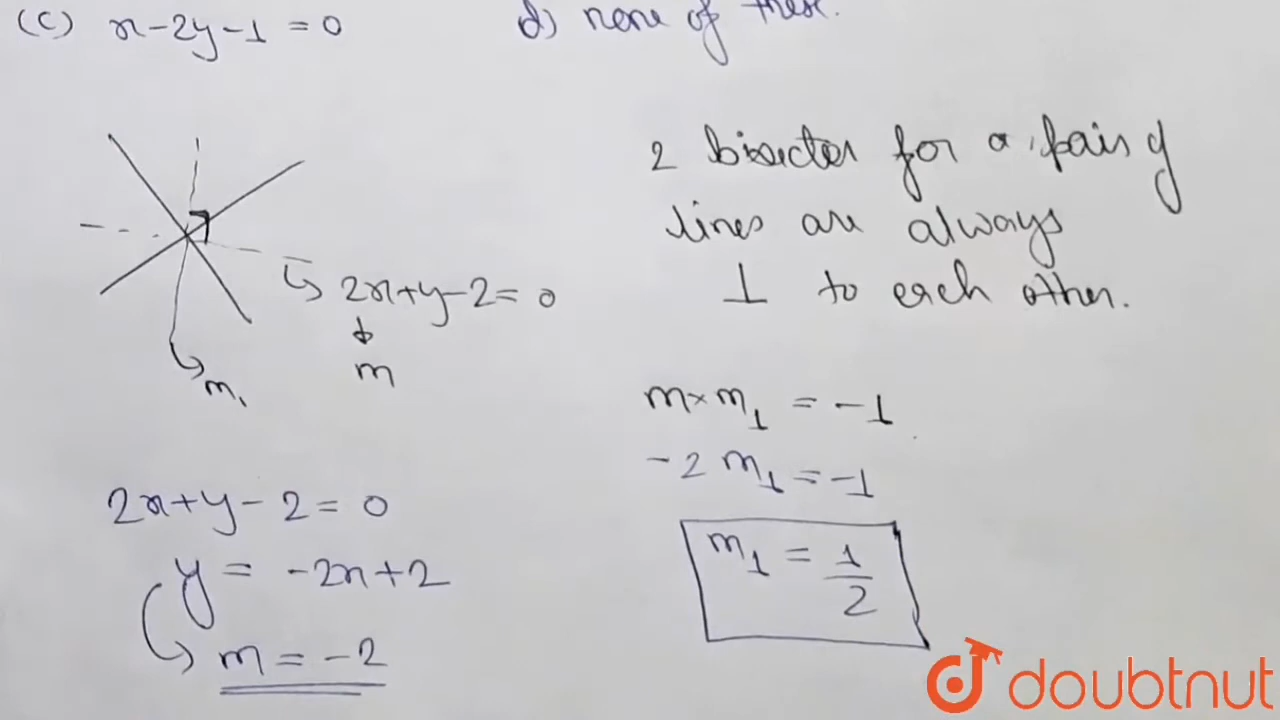 (c) x-2y-1=0
d) none of these.
2 bisector for a pair of
lines are always
⊥ to each other.
2x+y-2=0
m
m₁
m×m₁ = -1
-2 m₁ = -1
m₁ = 1/2
2x+y-2=0
y = -2x+2
m = -2
doubtnut